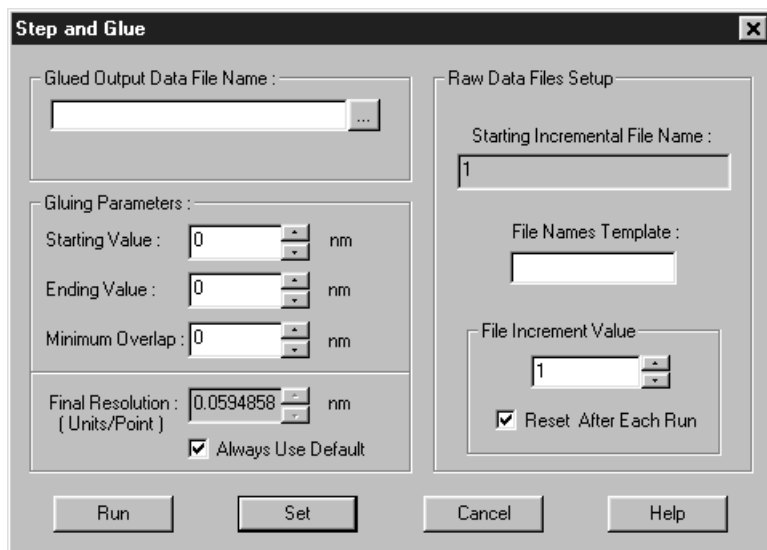 Step and Glue
Glued Output Data File Name :
...
Gluing Parameters :
Starting Value : 0 nm
Ending Value : 0 nm
Minimum Overlap : 0 nm
Final Resolution : 0.0594858 nm
( Units/Point )
Always Use Default
Raw Data Files Setup
Starting Incremental File Name :
1
File Names Template :
File Increment Value
1
Reset After Each Run
Run Set Cancel Help